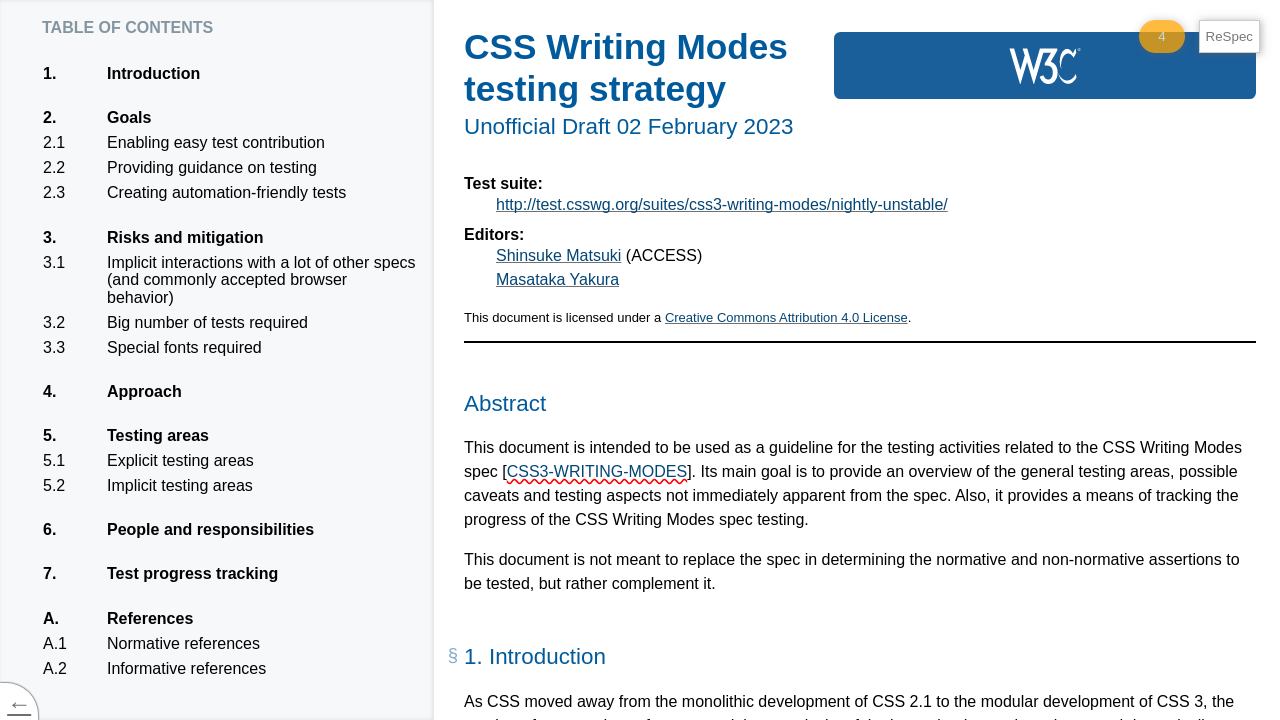 TABLE OF CONTENTS
1. Introduction
2. Goals
2.1 Enabling easy test contribution
2.2 Providing guidance on testing
2.3 Creating automation-friendly tests
3. Risks and mitigation
3.1 Implicit interactions with a lot of other specs
(and commonly accepted browser
behavior)
3.2 Big number of tests required
3.3 Special fonts required
4. Approach
5. Testing areas
5.1 Explicit testing areas
5.2 Implicit testing areas
6. People and responsibilities
7. Test progress tracking
A. References
A.1 Normative references
A.2 Informative references
←
CSS Writing Modes
testing strategy
W3C®
4
ReSpec
Unofficial Draft 02 February 2023
Test suite:
http://test.csswg.org/suites/css3-writing-modes/nightly-unstable/
Editors:
Shinsuke Matsuki (ACCESS)
Masataka Yakura
This document is licensed under a Creative Commons Attribution 4.0 License.
Abstract
This document is intended to be used as a guideline for the testing activities related to the CSS Writing Modes
spec [CSS3-WRITING-MODES]. Its main goal is to provide an overview of the general testing areas, possible
caveats and testing aspects not immediately apparent from the spec. Also, it provides a means of tracking the
progress of the CSS Writing Modes spec testing.
This document is not meant to replace the spec in determining the normative and non-normative assertions to
be tested, but rather complement it.
§ 1. Introduction
As CSS moved away from the monolithic development of CSS 2.1 to the modular development of CSS 3, the